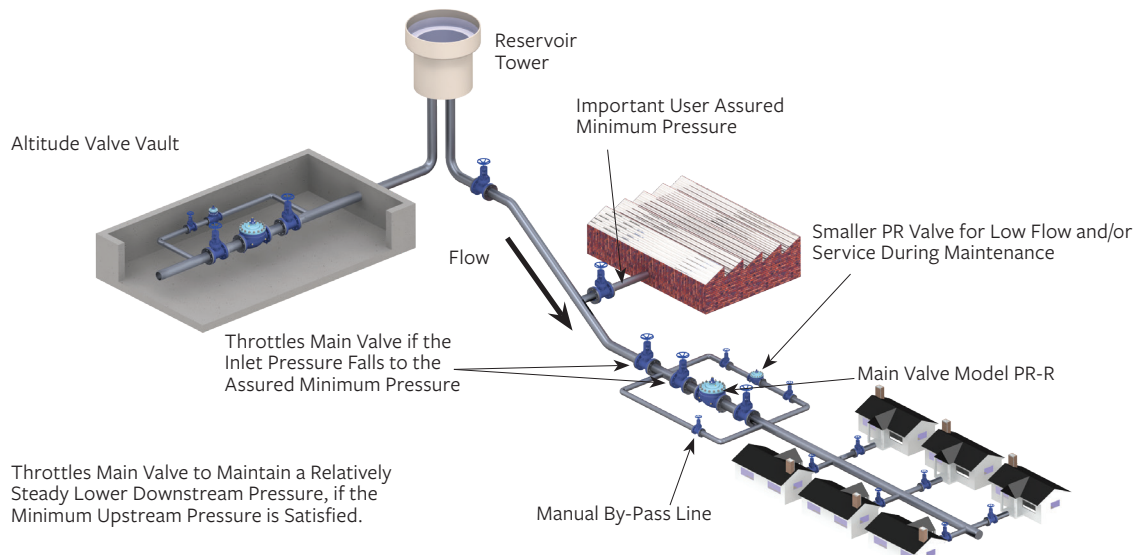 Reservoir
Tower
Important User Assured
Minimum Pressure
Altitude Valve Vault
Smaller PR Valve for Low Flow and/or
Service During Maintenance
Flow
Throttles Main Valve if the
Inlet Pressure Falls to the
Assured Minimum Pressure
Main Valve Model PR-R
Throttles Main Valve to Maintain a Relatively
Steady Lower Downstream Pressure, if the
Minimum Upstream Pressure is Satisfied.
Manual By-Pass Line